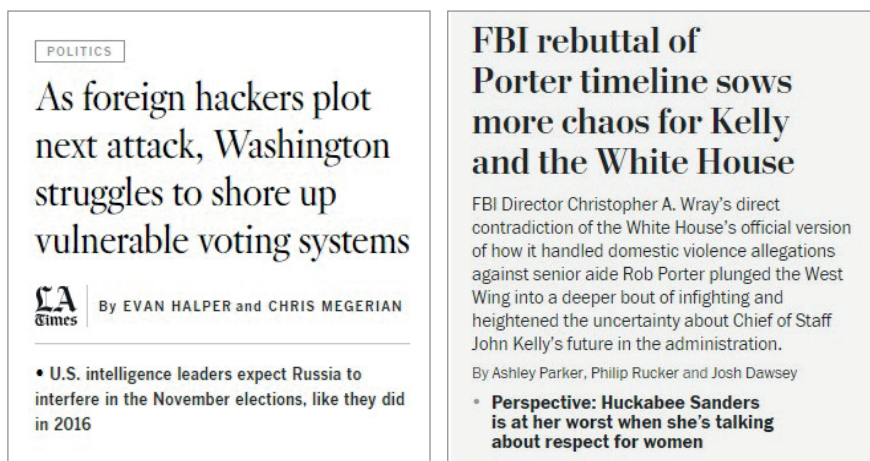 POLITICS
As foreign hackers plot
next attack, Washington
struggles to shore up
vulnerable voting systems
LA
Times
By EVAN HALPER and CHRIS MEGERIAN
• U.S. intelligence leaders expect Russia to
interfere in the November elections, like they did
in 2016
FBI rebuttal of
Porter timeline sows
more chaos for Kelly
and the White House
FBI Director Christopher A. Wray’s direct
contradiction of the White House’s official version
of how it handled domestic violence allegations
against senior aide Rob Porter plunged the West
Wing into a deeper bout of infighting and
heightened the uncertainty about Chief of Staff
John Kelly’s future in the administration.
By Ashley Parker, Philip Rucker and Josh Dawsey
• Perspective: Huckabee Sanders
is at her worst when she’s talking
about respect for women